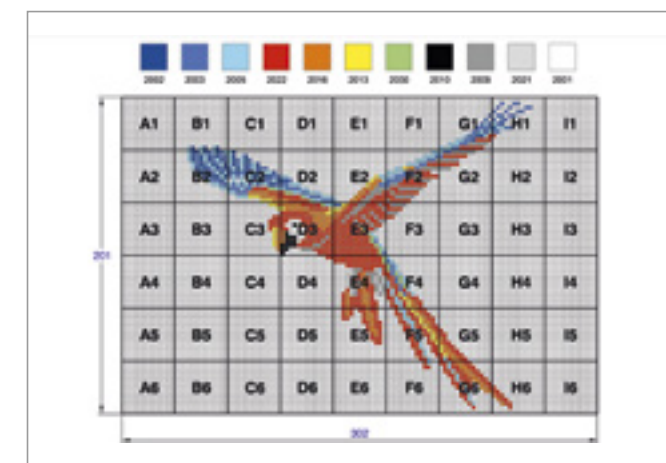 2002 2003 2022 2016 2013 2010 2021 2001
A1 B1 C1 D1 E1 F1 G1 H1 I1
A2 B2 C2 D2 E2 F2 G2 H2 I2
A3 B3 C3 D3 E3 F3 G3 H3 I3
201
A4 B4 C4 D4 E4 F4 G4 H4 I4
A5 B5 C5 D5 E5 F5 G5 H5 I5
A6 B6 C6 D6 E6 F6 G6 H6 I6
302